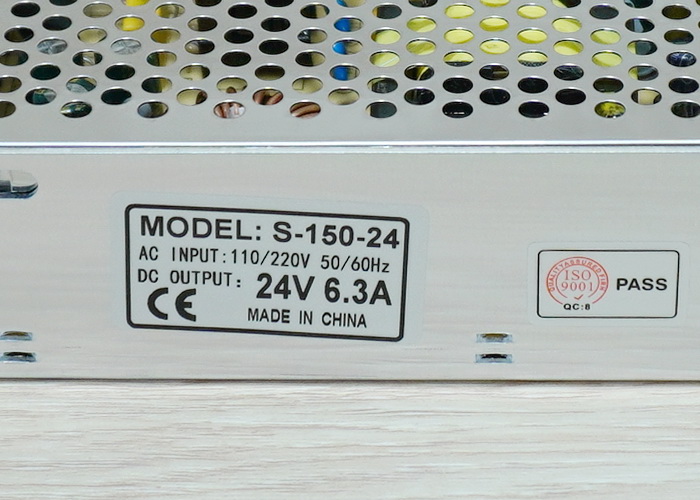 MODEL: S-150-24
AC INPUT:110/220V 50/60Hz
DC OUTPUT: 24V 6.3A
CE MADE IN CHINA
QUALITY ASSURED FIRM
ISO
9001
QC:8
PASS